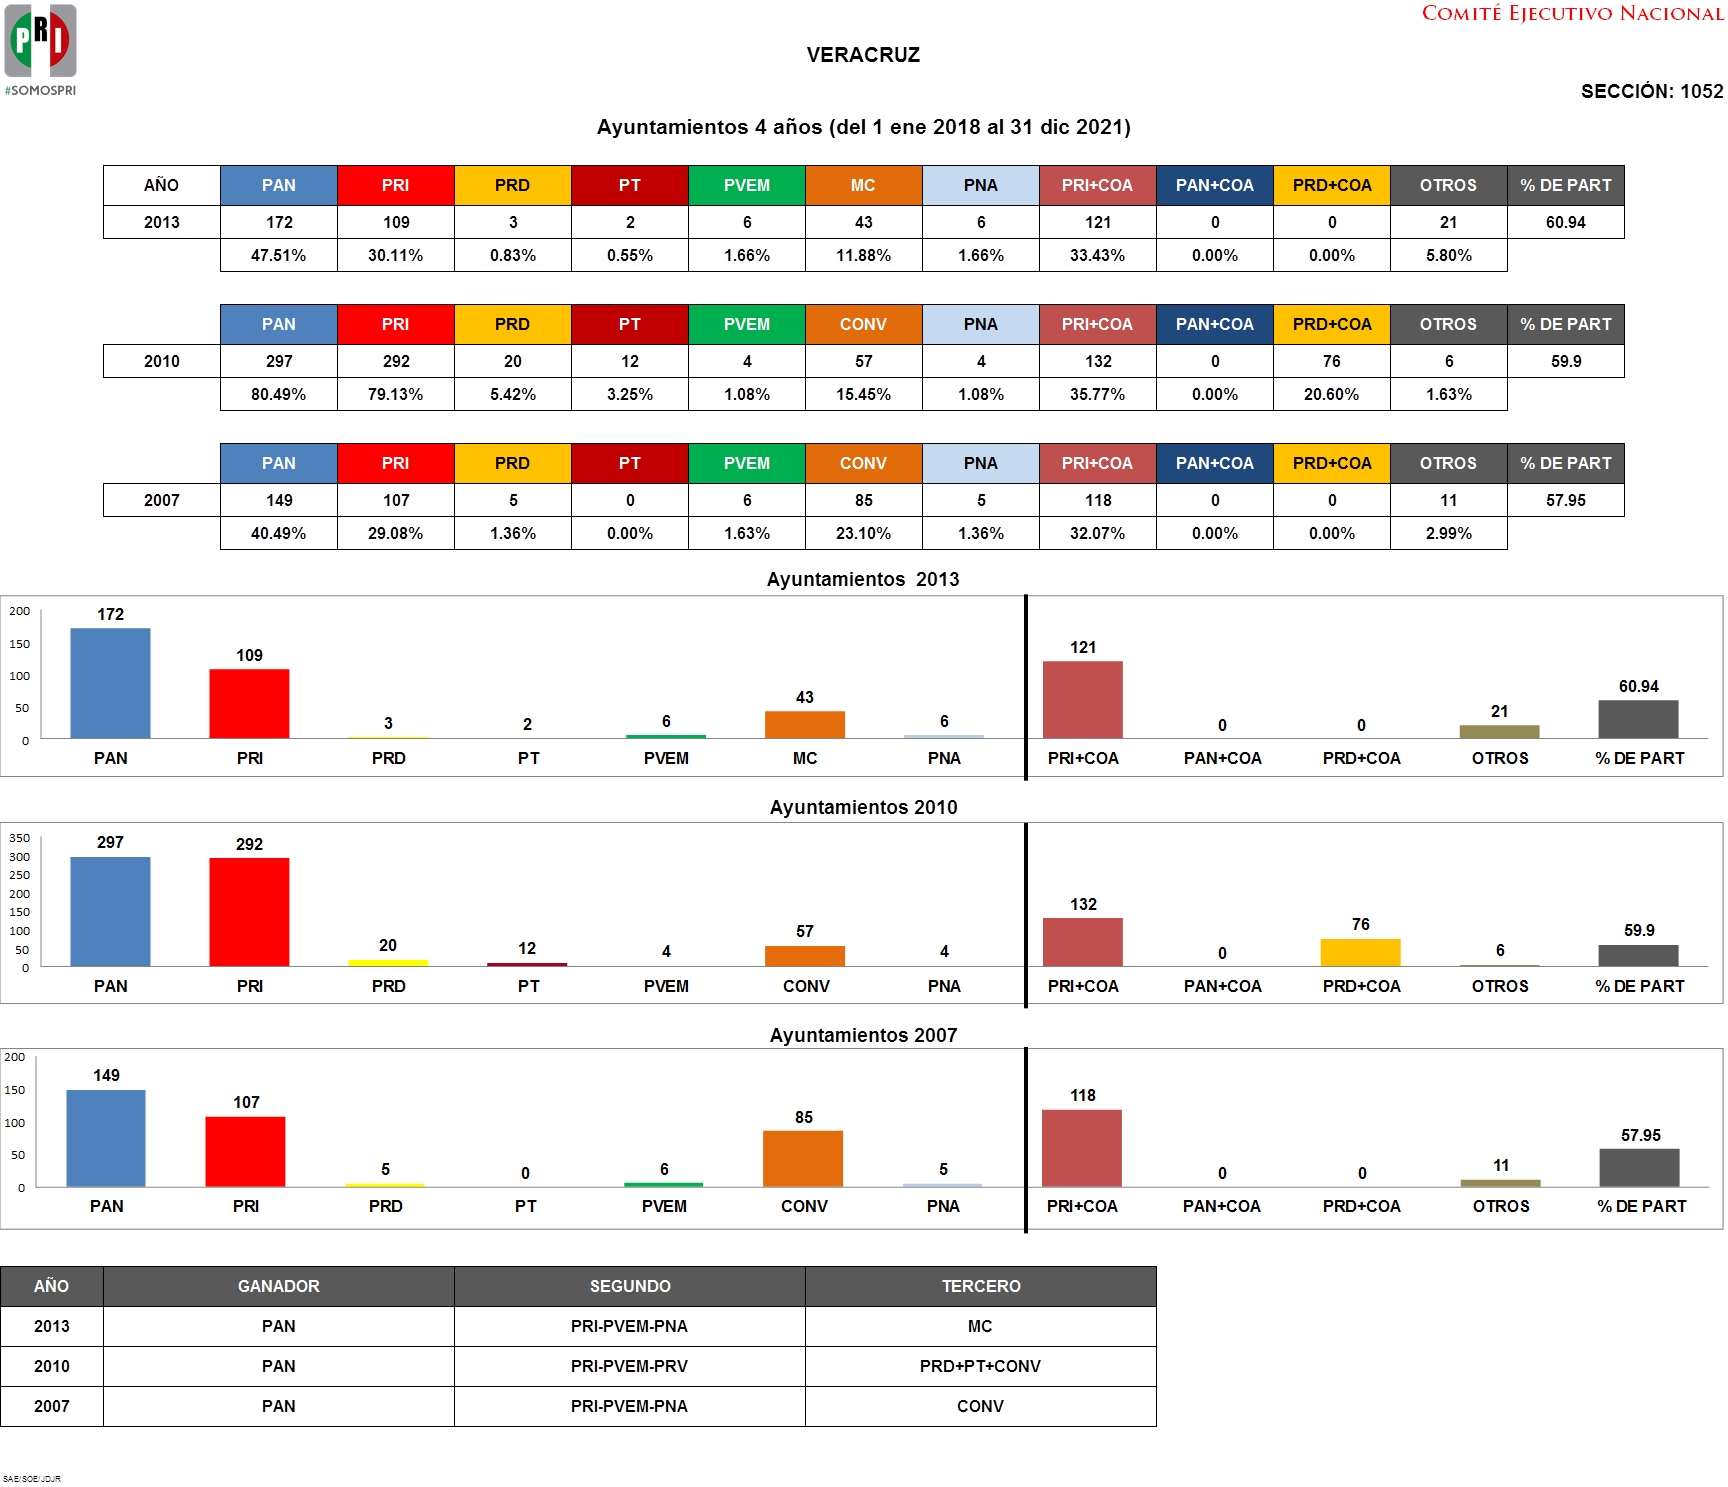 PRI
#SOMOSPRI
COMITÉ EJECUTIVO NACIONAL
VERACRUZ
SECCIÓN: 1052
Ayuntamientos 4 años (del 1 ene 2018 al 31 dic 2021)
AÑO PAN PRI PRD PT PVEM MC PNA PRI+COA PAN+COA PRD+COA OTROS % DE PART
2013 172 109 3 2 6 43 6 121 0 0 21 60.94
47.51% 30.11% 0.83% 0.55% 1.66% 11.88% 1.66% 33.43% 0.00% 0.00% 5.80%
PAN PRI PRD PT PVEM CONV PNA PRI+COA PAN+COA PRD+COA OTROS % DE PART
2010 297 292 20 12 4 57 4 132 0 76 6 59.9
80.49% 79.13% 5.42% 3.25% 1.08% 15.45% 1.08% 35.77% 0.00% 20.60% 1.63%
PAN PRI PRD PT PVEM CONV PNA PRI+COA PAN+COA PRD+COA OTROS % DE PART
2007 149 107 5 0 6 85 5 118 0 0 11 57.95
40.49% 29.08% 1.36% 0.00% 1.63% 23.10% 1.36% 32.07% 0.00% 0.00% 2.99%
Ayuntamientos 2013
200
150
100
50
0
172 109 3 2 6 43 6 121 0 0 21 60.94
PAN PRI PRD PT PVEM MC PNA PRI+COA PAN+COA PRD+COA OTROS % DE PART
Ayuntamientos 2010
350
300
250
200
150
100
50
0
297 292 20 12 4 57 4 132 0 76 6 59.9
PAN PRI PRD PT PVEM CONV PNA PRI+COA PAN+COA PRD+COA OTROS % DE PART
Ayuntamientos 2007
200
150
100
50
0
149 107 5 0 6 85 5 118 0 0 11 57.95
PAN PRI PRD PT PVEM CONV PNA PRI+COA PAN+COA PRD+COA OTROS % DE PART
AÑO GANADOR SEGUNDO TERCERO
2013 PAN PRI-PVEM-PNA MC
2010 PAN PRI-PVEM-PRV PRD+PT+CONV
2007 PAN PRI-PVEM-PNA CONV
SAE/SOE/JDJR